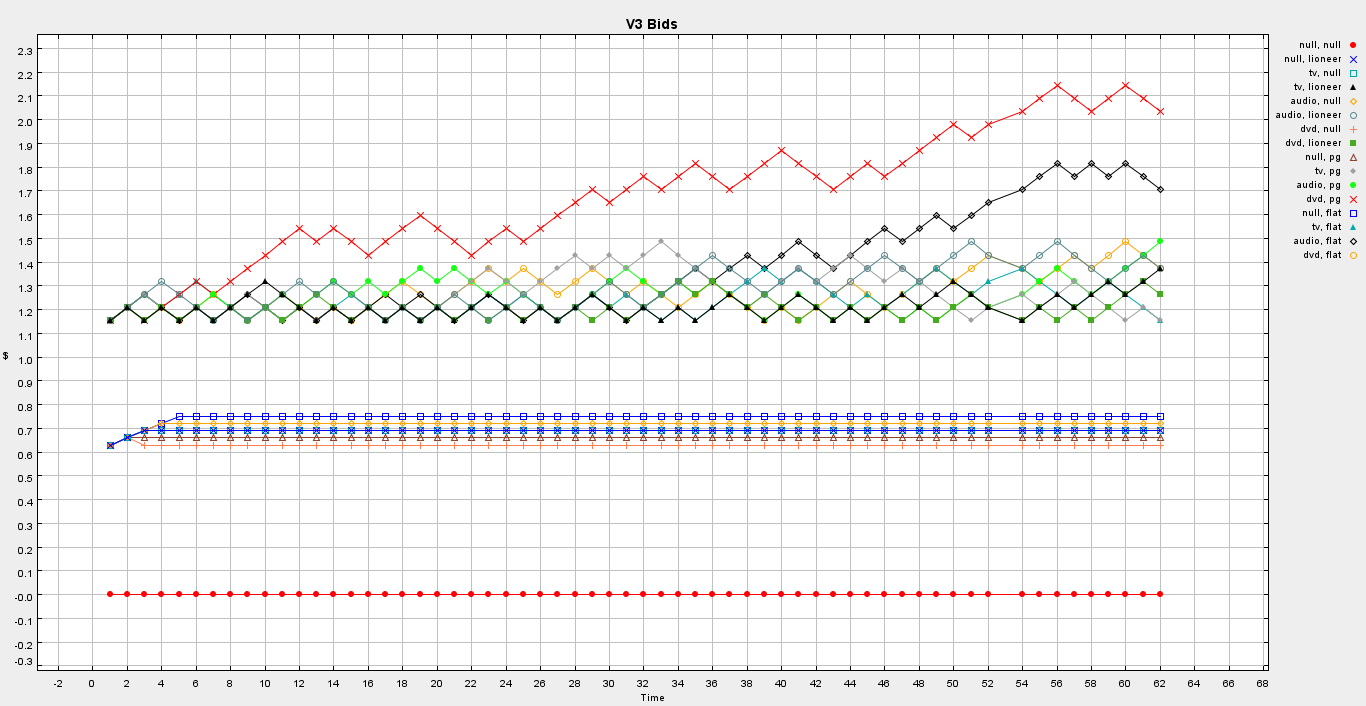 V3 Bids
2.3
2.2
2.1
2.0
1.9
1.8
1.7
1.6
1.5
1.4
1.3
1.2
1.1
1.0
0.9
0.8
0.7
0.6
0.5
0.4
0.3
0.2
0.1
-0.0
-0.1
-0.2
-0.3
$
-2 0 2 4 6 8 10 12 14 16 18 20 22 24 26 28 30 32 34 36 38 40 42 44 46 48 50 52 54 56 58 60 62 64 66 68
Time
null, null
null, lioneer
tv, null
tv, lioneer
audio, null
audio, lioneer
dvd, null
dvd, lioneer
null, pg
tv, pg
audio, pg
dvd, pg
null, flat
tv, flat
audio, flat
dvd, flat